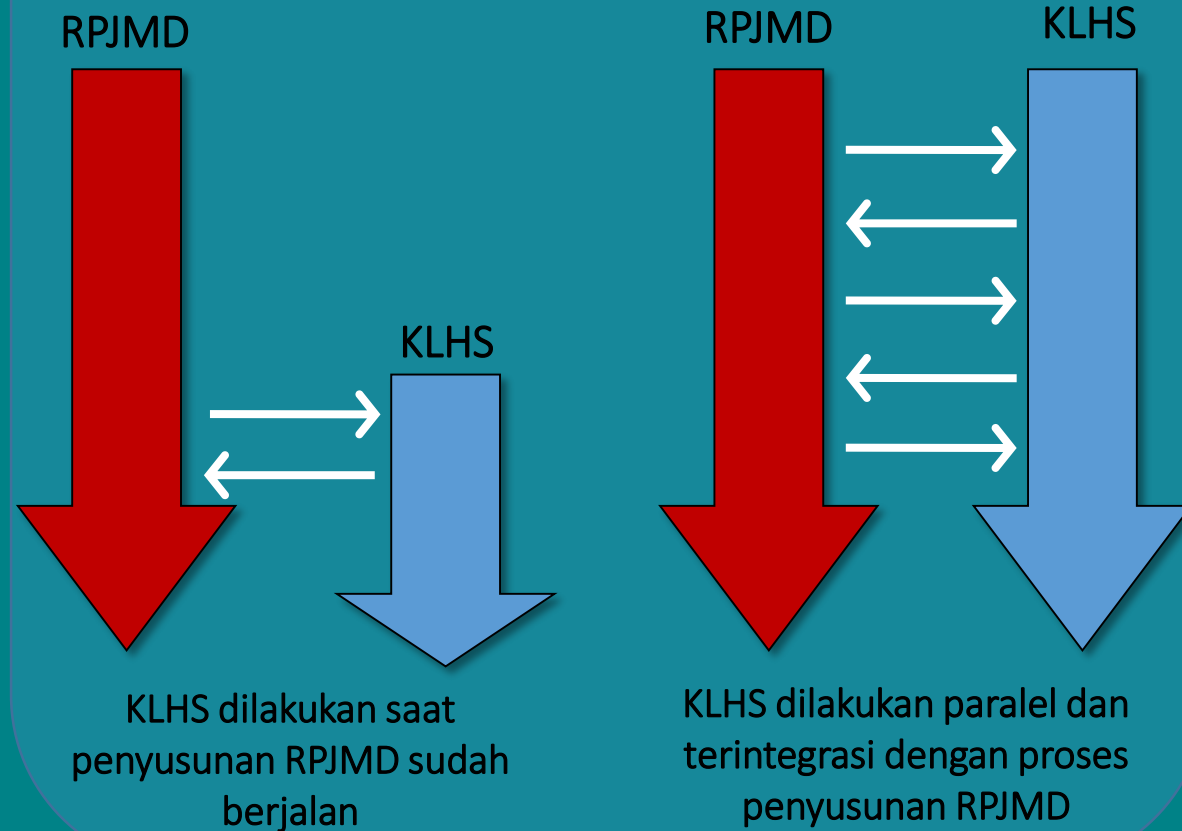 RPJMD
KLHS
KLHS dilakukan saat
penyusunan RPJMD sudah
berjalan
RPJMD
KLHS
KLHS dilakukan paralel dan
terintegrasi dengan proses
penyusunan RPJMD